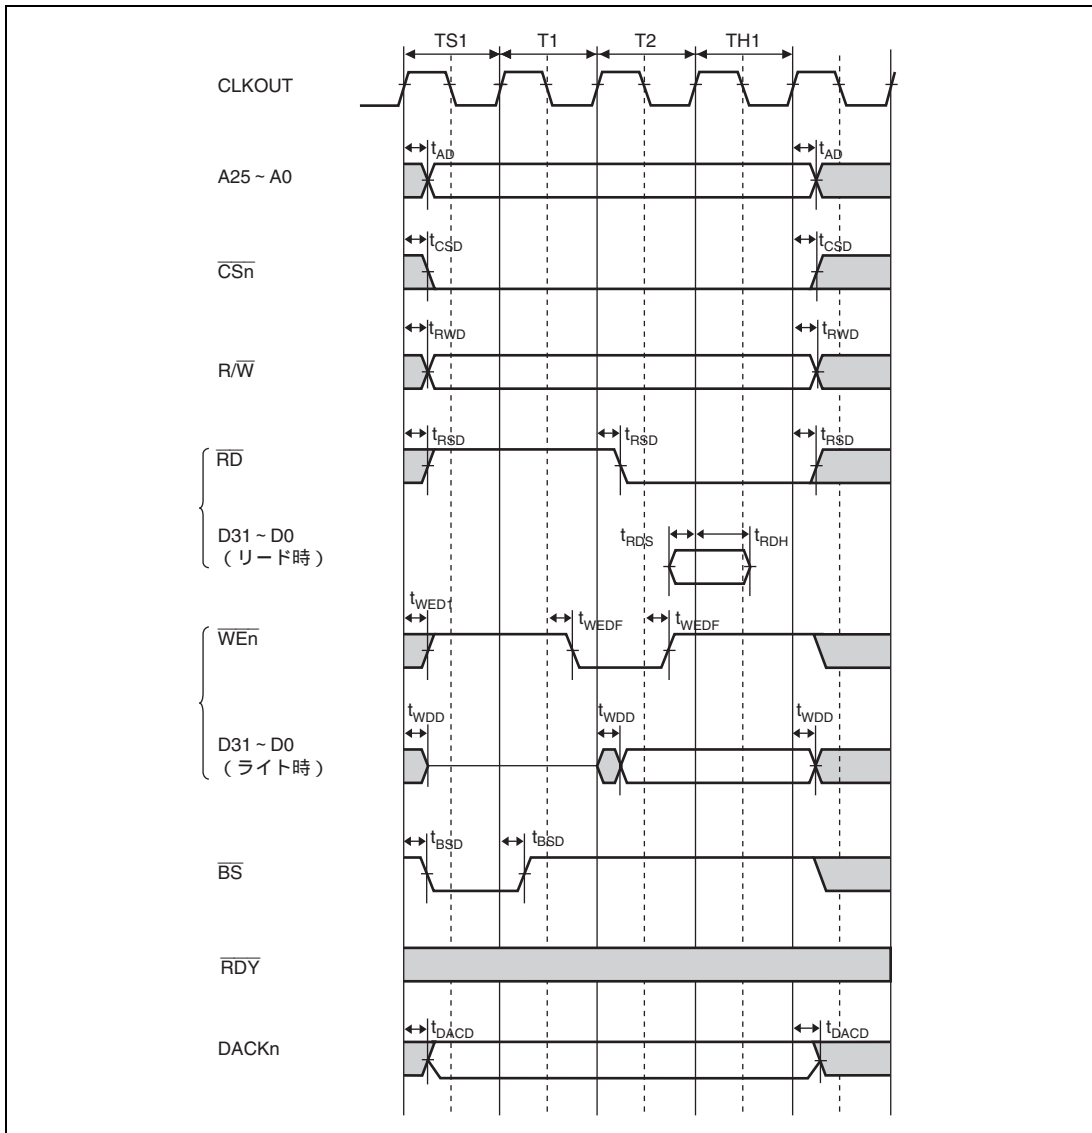 TS1 T1 T2 TH1
CLKOUT
tAD tAD
A25 ~ A0
tCSD tCSD
CSn
tRWD tRWD
R/W
tRSD tRSD tRSD
RD
D31 ~ D0
（リード時）
tRDS tRDH
tWED1 tWEDF tWEDF
WEn
tWDD tWDD tWDD
D31 ~ D0
（ライト時）
tBSD tBSD
BS
RDY
tDACD tDACD
DACKn